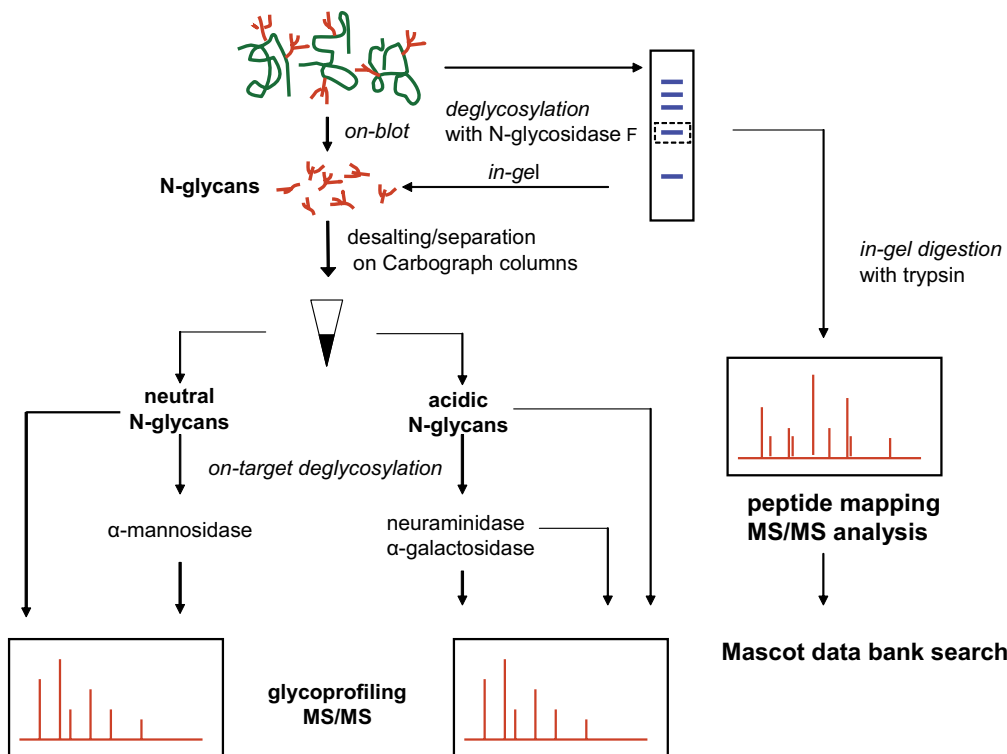 deglycosylation
with N-glycosidase F
on-blot
in-gel
N-glycans
desalting/separation
on Carbograph columns
in-gel digestion
with trypsin
neutral
N-glycans
acidic
N-glycans
on-target deglycosylation
α-mannosidase
neuraminidase
α-galactosidase
peptide mapping
MS/MS analysis
Mascot data bank search
glycoprofiling
MS/MS